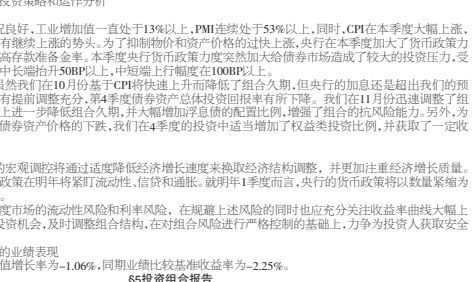 投资策略和运作分析
况良好，工业增加值一直处于13%以上，PMI连续处于53%以上，同时，CPI在本季度大幅上涨，
有继续上涨的势头。为了抑制物价和资产价格的过快上涨，央行在本季度加大了货币政策力
高存款准备金率。本季度央行货币政策力度突然加大给债券市场造成了较大的投资压力，受
中长端抬升50BP以上，中短端上行幅度在100BP以上。
虽然我们在10月份基于CPI将快速上升而降低了组合久期，但央行的加息还是超出我们的预
有提前调整充分，第4季度债券资产总体投资回报率有所下降。我们在11月份迅速调整了组
上进一步降低组合久期，并大幅增加浮息债的配置比例，增强了组合的抗风险能力。另外，为
债券资产价格的下跌，我们在4季度的投资中适当增加了权益类投资比例，并获取了一定收
的宏观调控将通过适度降低经济增长速度来换取经济结构调整，并更加注重经济增长质量。
政策在明年将紧盯流动性、信贷和通胀。就明年1季度而言，央行的货币政策将以数量紧缩为
。
度市场的流动性风险和利率风险，在规避上述风险的同时也应充分关注收益率曲线大幅上
投资机会，及时调整组合结构，在对组合风险进行严格控制的基础上，力争为投资人获取安全
的业绩表现
值增长率为-1.06%，同期业绩比较基准收益率为-2.25%。
§5投资组合报告